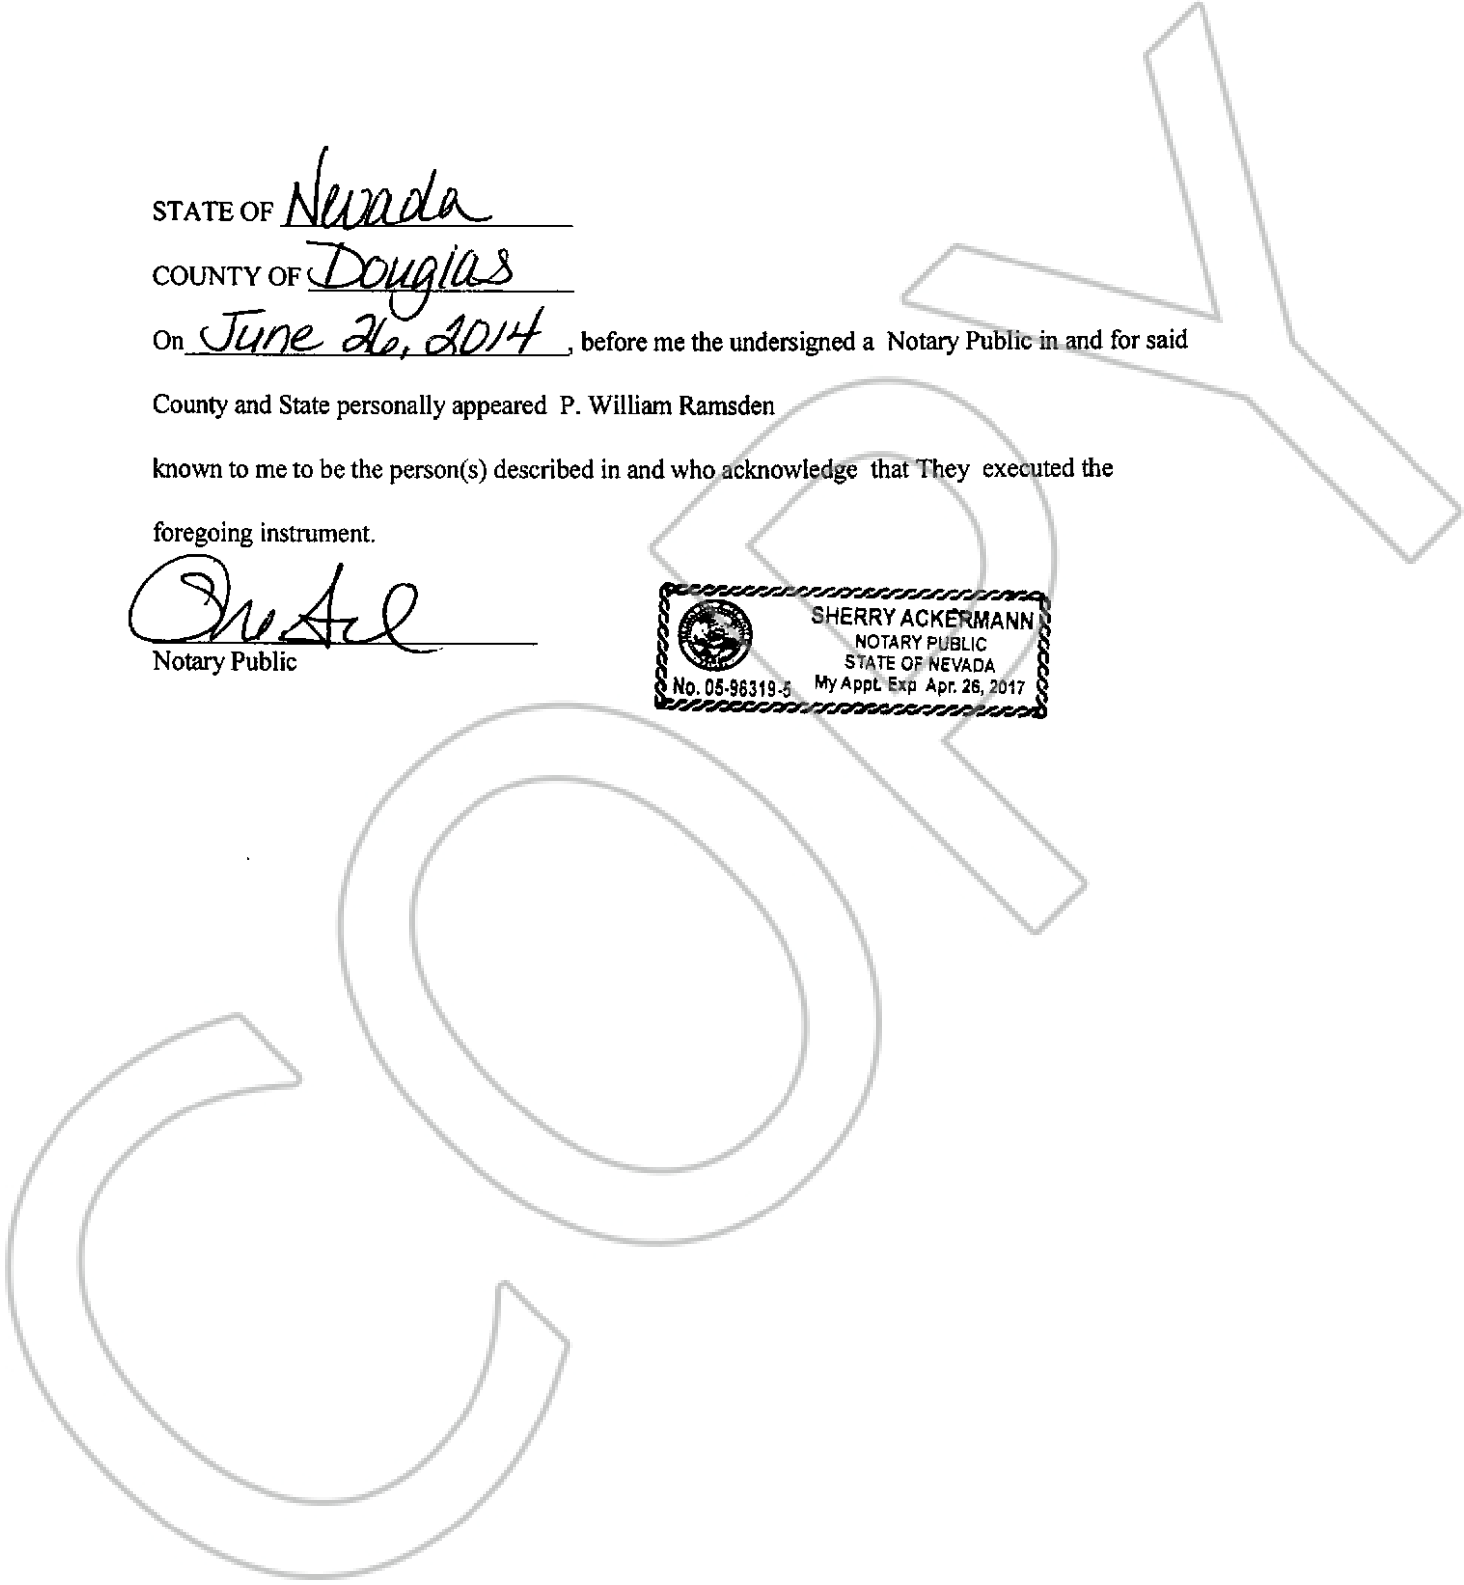 STATE OF Nevada
COUNTY OF Douglas
On June 26, 2014, before me the undersigned a Notary Public in and for said
County and State personally appeared P. William Ramsden
known to me to be the person(s) described in and who acknowledge that They executed the
foregoing instrument.
Notary Public
SHERRY ACKERMANN
NOTARY PUBLIC
STATE OF NEVADA
No. 05-96319-5 My Appt. Exp Apr. 26, 2017
COPY